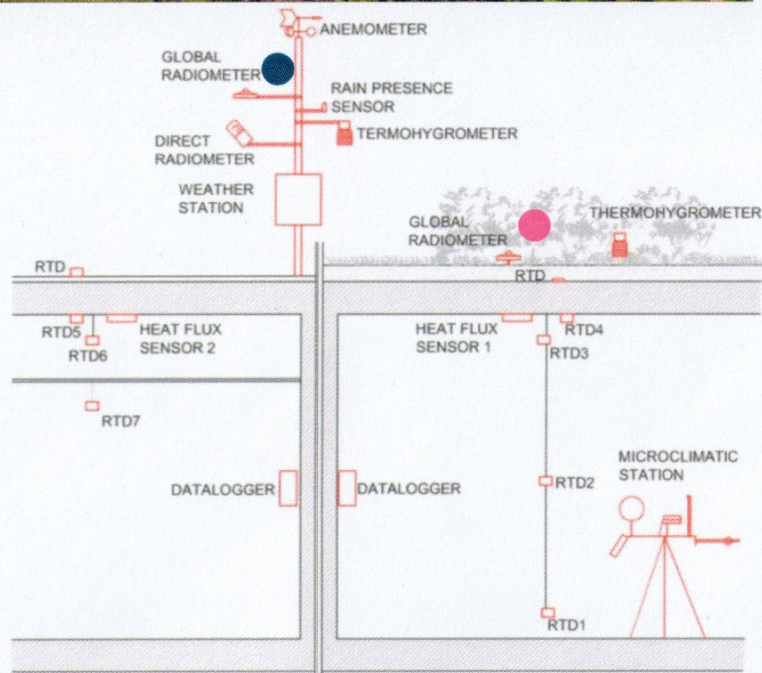 ANEMOMETER
GLOBAL
RADIOMETER
RAIN PRESENCE
SENSOR
TERMOHYGROMETER
DIRECT
RADIOMETER
WEATHER
STATION
THERMOHYGROMETER
GLOBAL
RADIOMETER
RTD
RTD
RTD5
HEAT FLUX
SENSOR 2
RTD6
HEAT FLUX
SENSOR 1
RTD4
RTD3
RTD7
MICROCLIMATIC
STATION
DATALOGGER
DATALOGGER
RTD2
RTD1